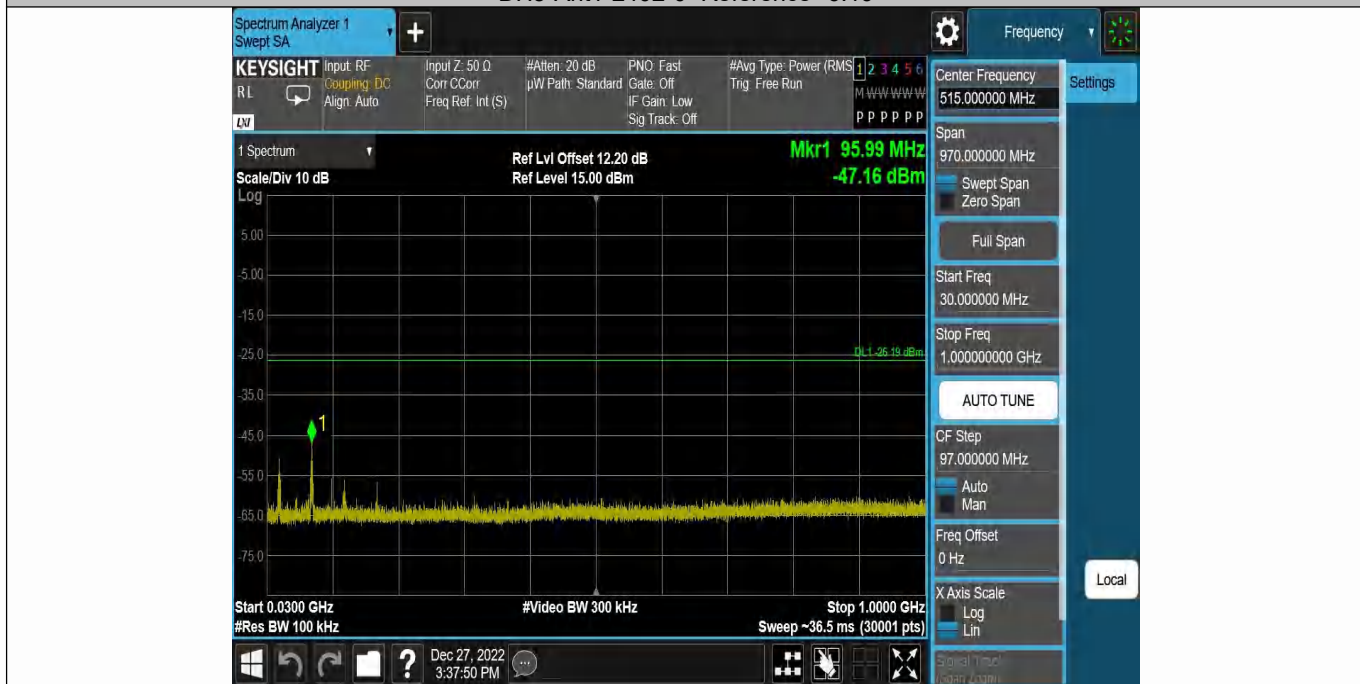 Spectrum Analyzer 1
Swept SA
+
Frequency
KEYSIGHT
RL
LXI
Input: RF
Coupling: DC
Align: Auto
Input Z: 50 Ω
Corr CCorr
Freq Ref: Int (S)
#Atten: 20 dB
µW Path: Standard
PNO: Fast
Gate: Off
IF Gain: Low
Sig Track: Off
#Avg Type: Power (RMS
Trig: Free Run
1 2 3 4 5 6
M W W W W W
P P P P P P
1 Spectrum
Scale/Div 10 dB
Log
Ref Lvl Offset 12.20 dB
Ref Level 15.00 dBm
Mkr1 95.99 MHz
-47.16 dBm
5.00
-5.00
-15.0
-25.0
DL1 -26.19 dBm
-35.0
1
-45.0
-55.0
-65.0
-75.0
Start 0.0300 GHz
#Res BW 100 kHz
#Video BW 300 kHz
Stop 1.0000 GHz
Sweep ~36.5 ms (30001 pts)
Dec 27, 2022
3:37:50 PM
?
Center Frequency
515.000000 MHz
Settings
Span
970.000000 MHz
Swept Span
Zero Span
Full Span
Start Freq
30.000000 MHz
Stop Freq
1.000000000 GHz
AUTO TUNE
CF Step
97.000000 MHz
Auto
Man
Freq Offset
0 Hz
X Axis Scale
Log
Lin
Local
Signal Track
(Span Zoom)